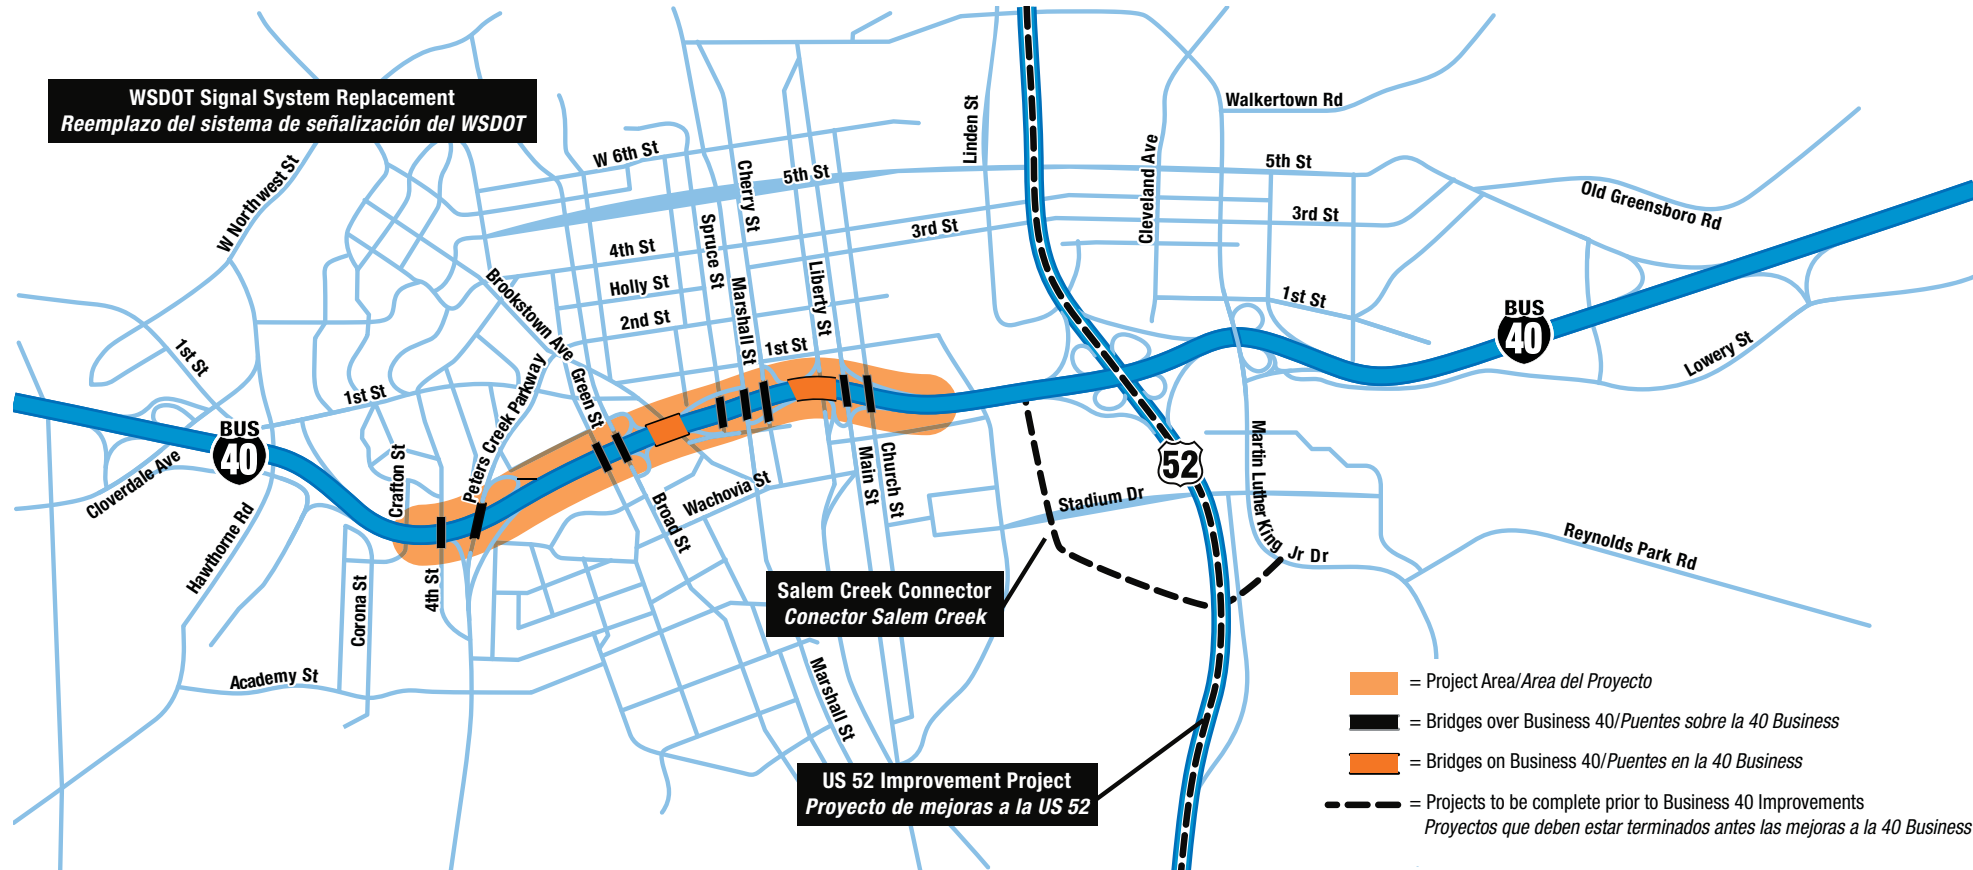 WSDOT Signal System Replacement
Reemplazo del sistema de señalización del WSDOT
W Northwest St
W 6th St
Cherry St
5th St
Linden St
Cleveland Ave
Walkertown Rd
5th St
Old Greensboro Rd
3rd St
Spruce St
4th St
3rd St
Holly St
Marshall St
Liberty St
2nd St
Brookstown Ave
1st St
1st St
BUS
40
Lowery St
1st St
1st St
Green St
Peters Creek Parkway
BUS
40
Cloverdale Ave
Crafton St
Hawthorne Rd
Broad St
Wachovia St
Main St
Church St
Stadium Dr
52
Martin Luther King Jr Dr
Reynolds Park Rd
4th St
Corona St
Academy St
Salem Creek Connector
Conector Salem Creek
Marshall St
US 52 Improvement Project
Proyecto de mejoras a la US 52
= Project Area/Area del Proyecto
= Bridges over Business 40/Puentes sobre la 40 Business
= Bridges on Business 40/Puentes en la 40 Business
= Projects to be complete prior to Business 40 Improvements
Proyectos que deben estar terminados antes las mejoras a la 40 Business